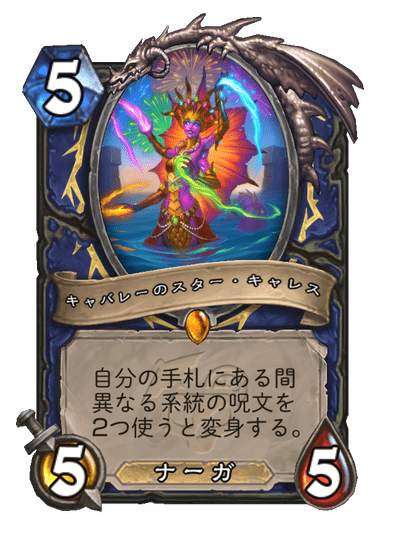 5
キャバレーのスター・キャレス
自分の手札にある間
異なる系統の呪文を
2つ使うと変身する。
5
ナーガ
5